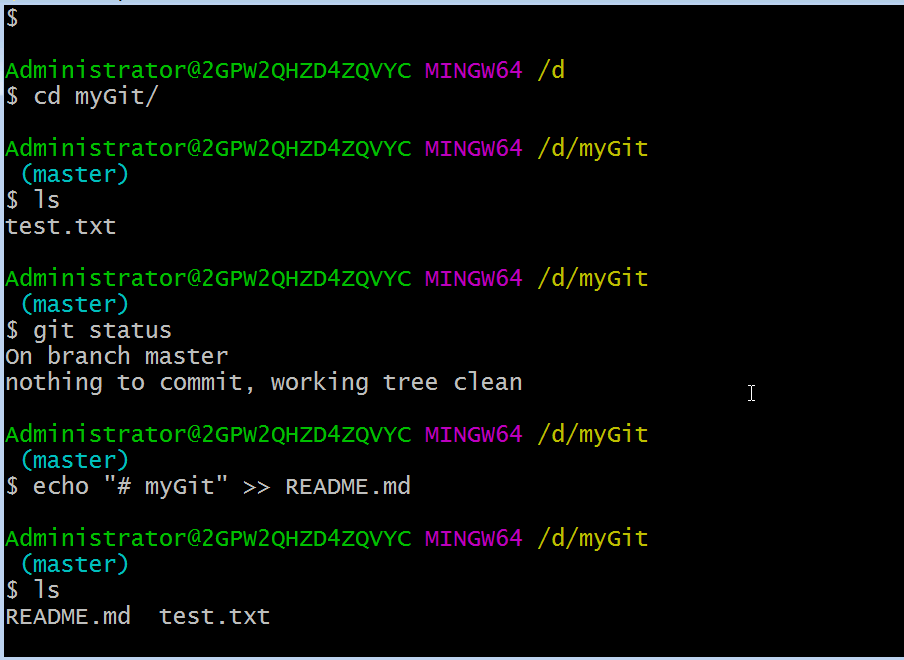 $
Administrator@2GPW2QHZD4ZQVYC MINGW64 /d
$ cd myGit/
Administrator@2GPW2QHZD4ZQVYC MINGW64 /d/myGit
(master)
$ ls
test.txt
Administrator@2GPW2QHZD4ZQVYC MINGW64 /d/myGit
(master)
$ git status
On branch master
nothing to commit, working tree clean
Administrator@2GPW2QHZD4ZQVYC MINGW64 /d/myGit
(master)
$ echo "# myGit" >> README.md
Administrator@2GPW2QHZD4ZQVYC MINGW64 /d/myGit
(master)
$ ls
README.md  test.txt